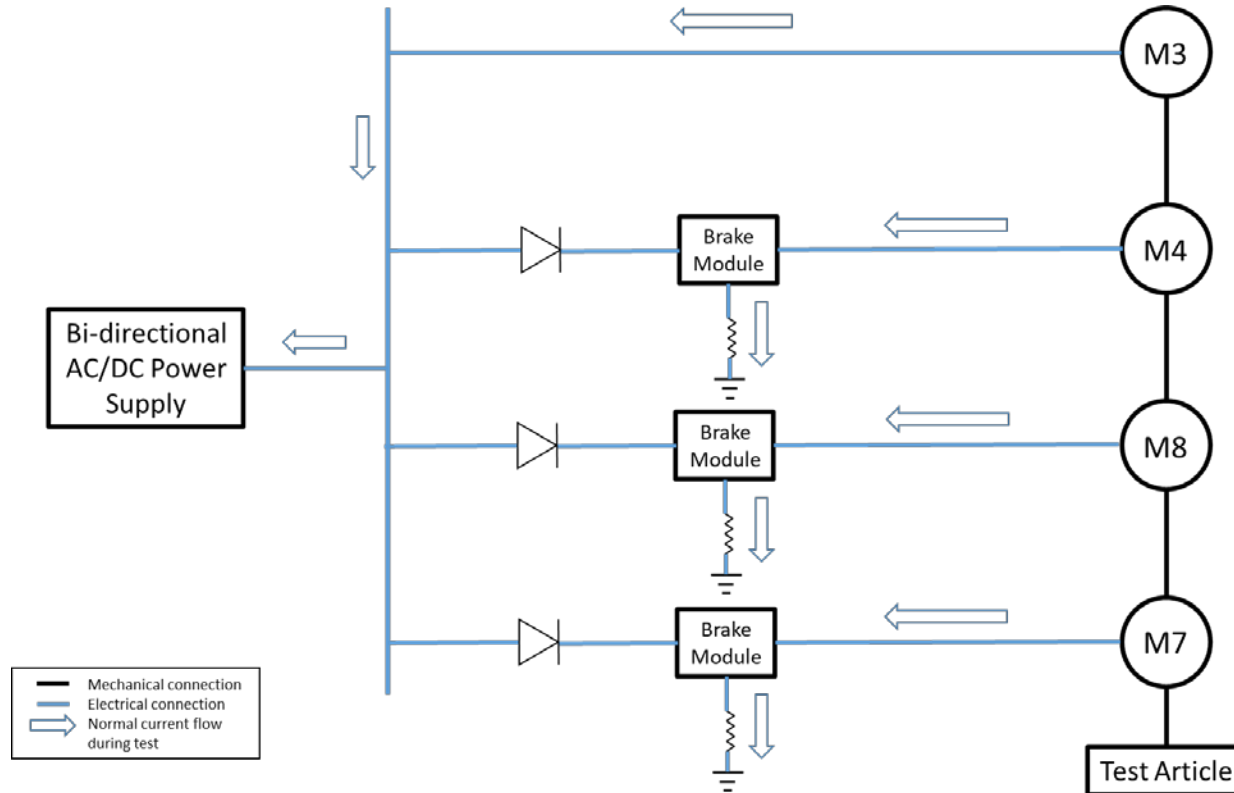 M3
M4
Brake
Module
Bi-directional
AC/DC Power
Supply
Brake
Module
M8
Brake
Module
M7
Mechanical connection
Electrical connection
Normal current flow
during test
Test Article